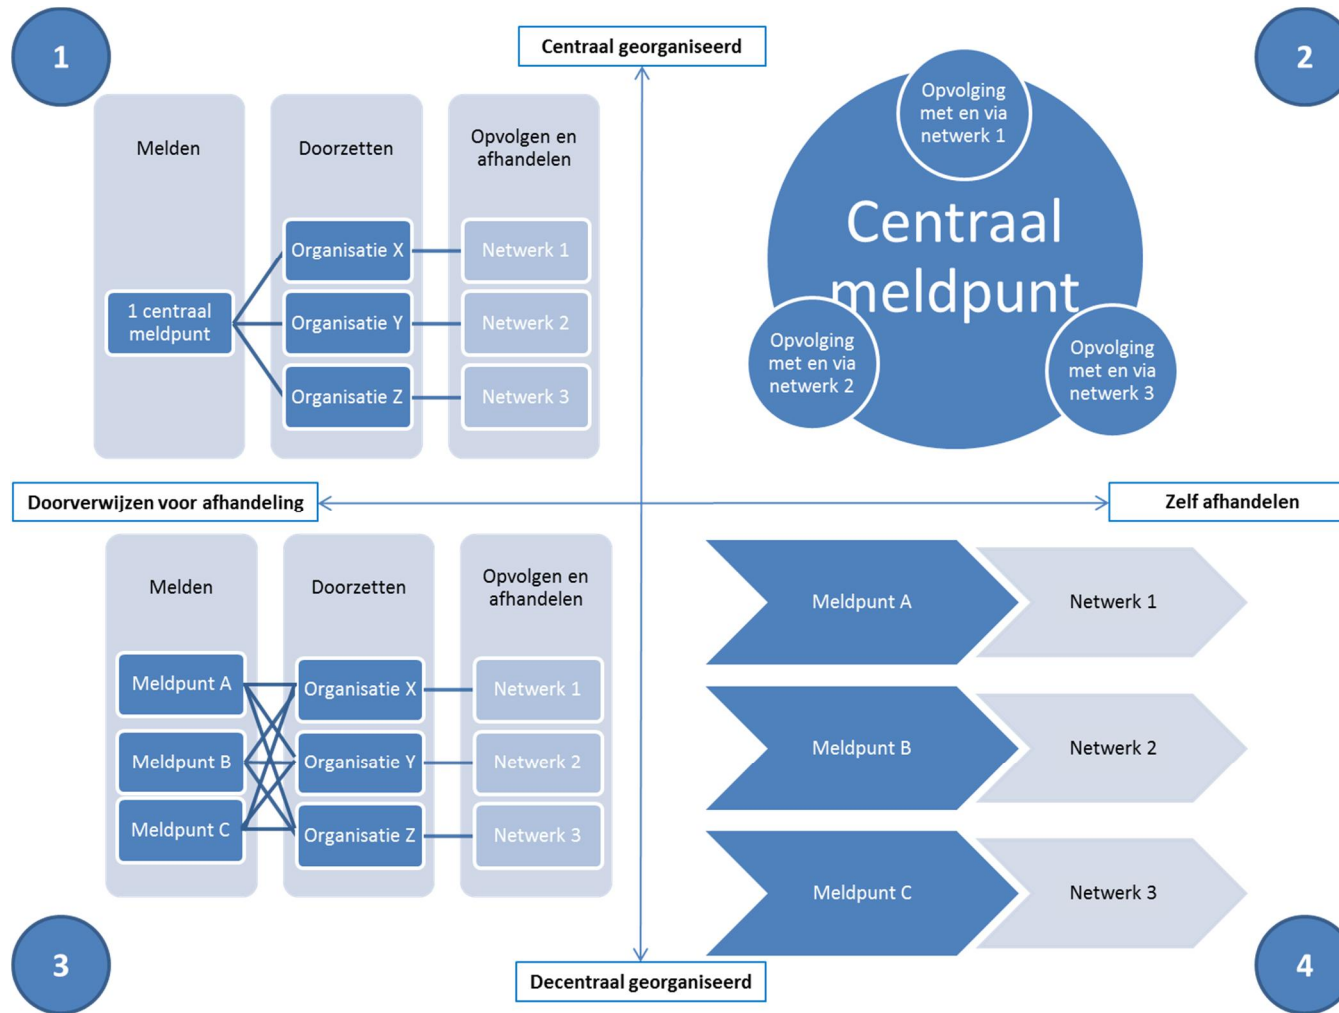 1
Centraal georganiseerd
2
Melden
Doorzetten
Opvolgen en
afhandelen
1 centraal
meldpunt
Organisatie X
Organisatie Y
Organisatie Z
Netwerk 1
Netwerk 2
Netwerk 3
Opvolging
met en via
netwerk 1
Centraal
meldpunt
Opvolging
met en via
netwerk 2
Opvolging
met en via
netwerk 3
Doorverwijzen voor afhandeling
Zelf afhandelen
Melden
Doorzetten
Opvolgen en
afhandelen
Meldpunt A
Meldpunt B
Meldpunt C
Organisatie X
Organisatie Y
Organisatie Z
Netwerk 1
Netwerk 2
Netwerk 3
Meldpunt A
Netwerk 1
Meldpunt B
Netwerk 2
Meldpunt C
Netwerk 3
3
Decentraal georganiseerd
4